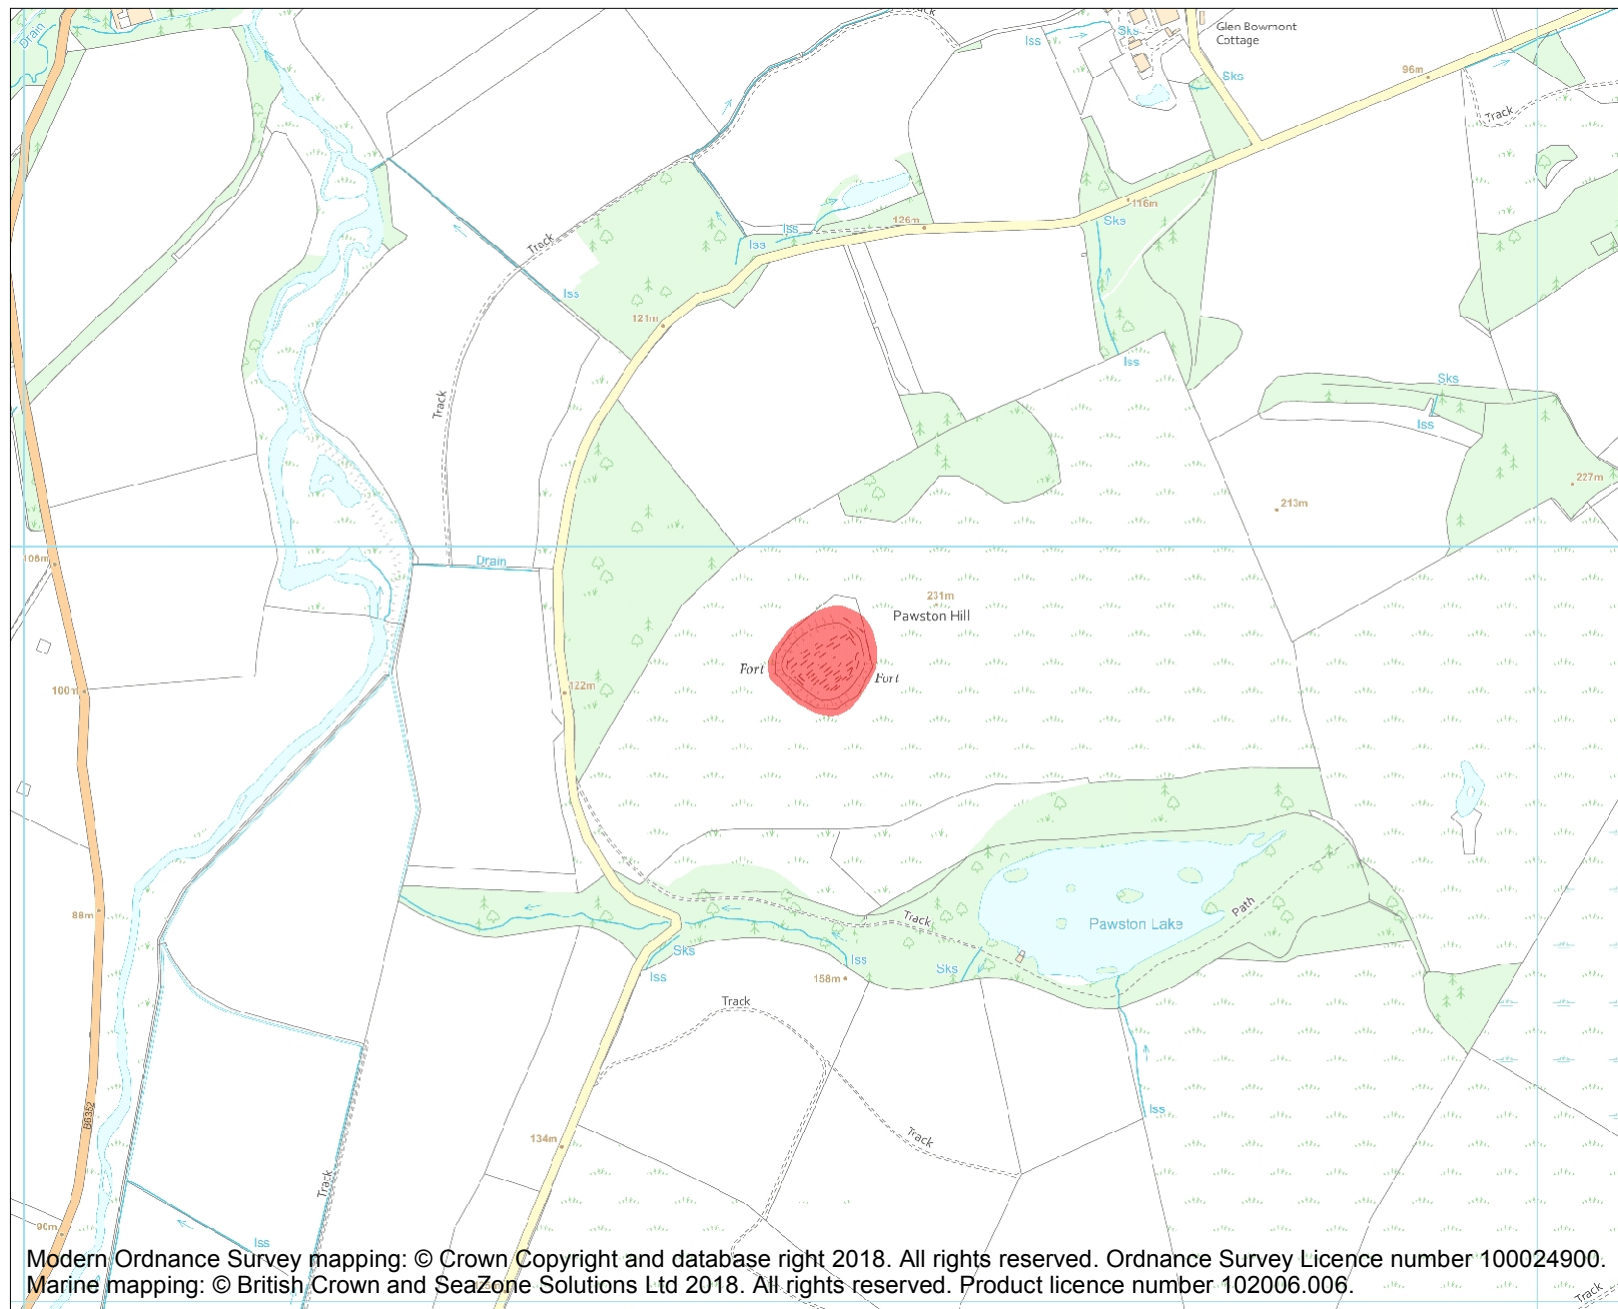 Drain
ck
Iss
Sks
Glen Bowmont
Cottage
Sks
96m
Track
116m
Sks
126m
Iss
Iss
Track
Iss
121m
Iss
Track
Sks
Iss
227m
213m
106m
Drain
231m
Pawston Hill
Fort
Fort
122m
100m
88m
Track
Path
Pawston Lake
Sks
Iss
Sks
Iss
158m
Track
B6352
Iss
Track
134m
Track
90m
Iss
Modern Ordnance Survey mapping: © Crown Copyright and database right 2018. All rights reserved. Ordnance Survey Licence number 100024900.
Marine mapping: © British Crown and SeaZone Solutions Ltd 2018. All rights reserved. Product licence number 102006.006.
Track